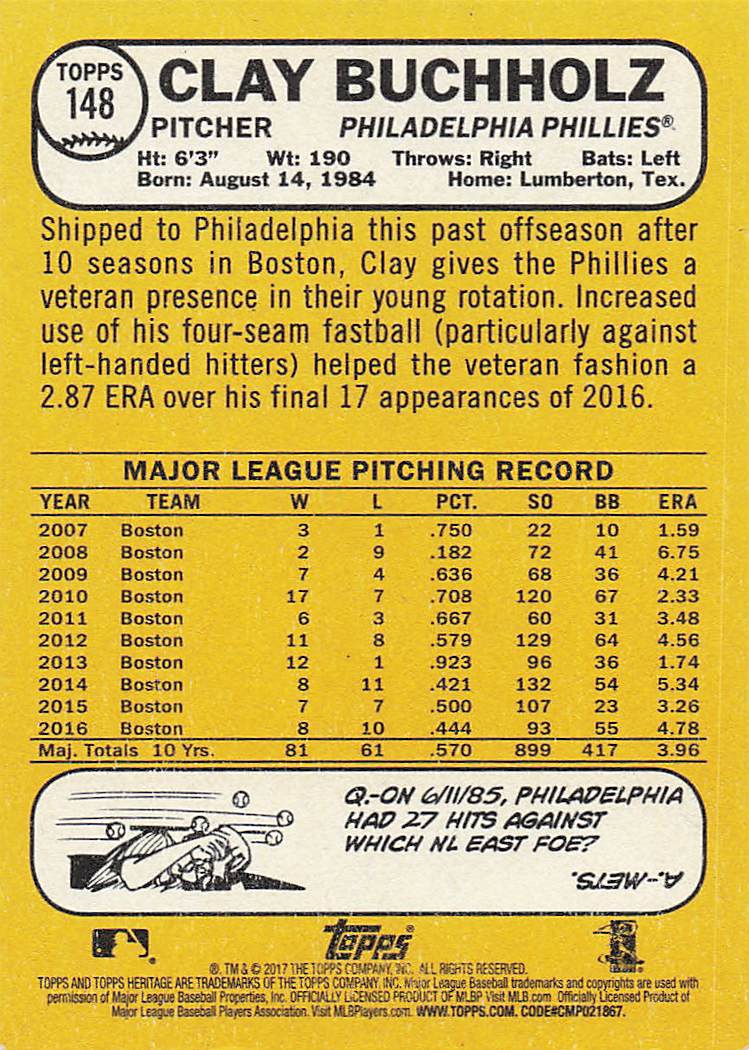 TOPPS
148
CLAY BUCHHOLZ
PITCHER PHILADELPHIA PHILLIES®
Ht: 6'3" Wt: 190 Throws: Right Bats: Left
Born: August 14, 1984 Home: Lumberton, Tex.
Shipped to Philadelphia this past offseason after
10 seasons in Boston, Clay gives the Phillies a
veteran presence in their young rotation. Increased
use of his four-seam fastball (particularly against
left-handed hitters) helped the veteran fashion a
2.87 ERA over his final 17 appearances of 2016.
MAJOR LEAGUE PITCHING RECORD
YEAR TEAM W L PCT. SO BB ERA
2007 Boston 3 1 .750 22 10 1.59
2008 Boston 2 9 .182 72 41 6.75
2009 Boston 7 4 .636 68 36 4.21
2010 Boston 17 7 .708 120 67 2.33
2011 Boston 6 3 .667 60 31 3.48
2012 Boston 11 8 .579 129 64 4.56
2013 Boston 12 1 .923 96 36 1.74
2014 Boston 8 11 .421 132 54 5.34
2015 Boston 7 7 .500 107 23 3.26
2016 Boston 8 10 .444 93 55 4.78
Maj. Totals 10 Yrs. 81 61 .570 899 417 3.96
Q.-ON 6/11/85, PHILADELPHIA
HAD 27 HITS AGAINST
WHICH NL EAST FOE?
A.-METS.
topps®
®, TM & © 2017 THE TOPPS COMPANY, INC. ALL RIGHTS RESERVED.
TOPPS AND TOPPS HERITAGE ARE TRADEMARKS OF THE TOPPS COMPANY, INC. Major League Baseball trademarks and copyrights are used with
permission of Major League Baseball Properties, Inc. OFFICIALLY LICENSED PRODUCT OF MLBP Visit MLB.com Officially Licensed Product of
Major League Baseball Players Association. Visit MLBPlayers.com. WWW.TOPPS.COM. CODE#CMP021867.